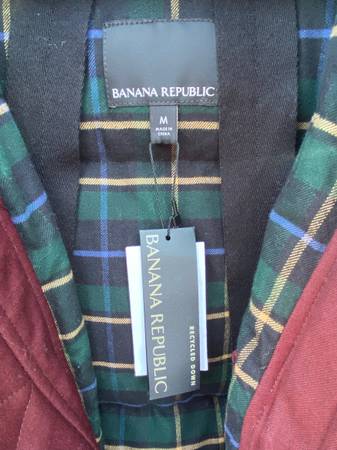 BANANA REPUBLIC
M
MADE IN
CHINA
BANANA REPUBLIC
RECYCLED DOWN